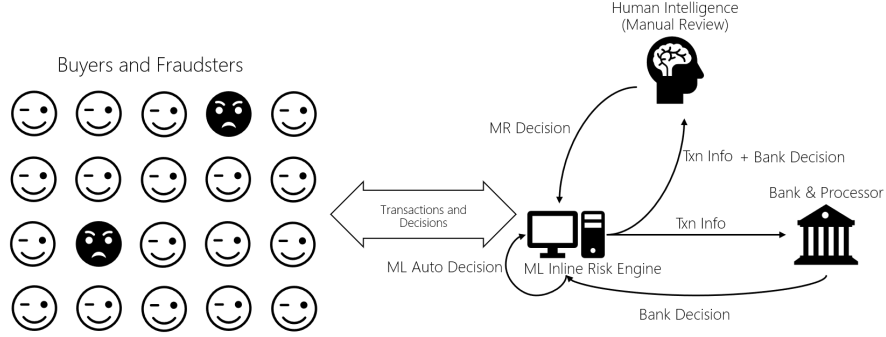 Human Intelligence
(Manual Review)
Buyers and Fraudsters
MR Decision
Txn Info + Bank Decision
Bank & Processor
Transactions and
Decisions
Txn Info
ML Auto Decision
ML Inline Risk Engine
Bank Decision